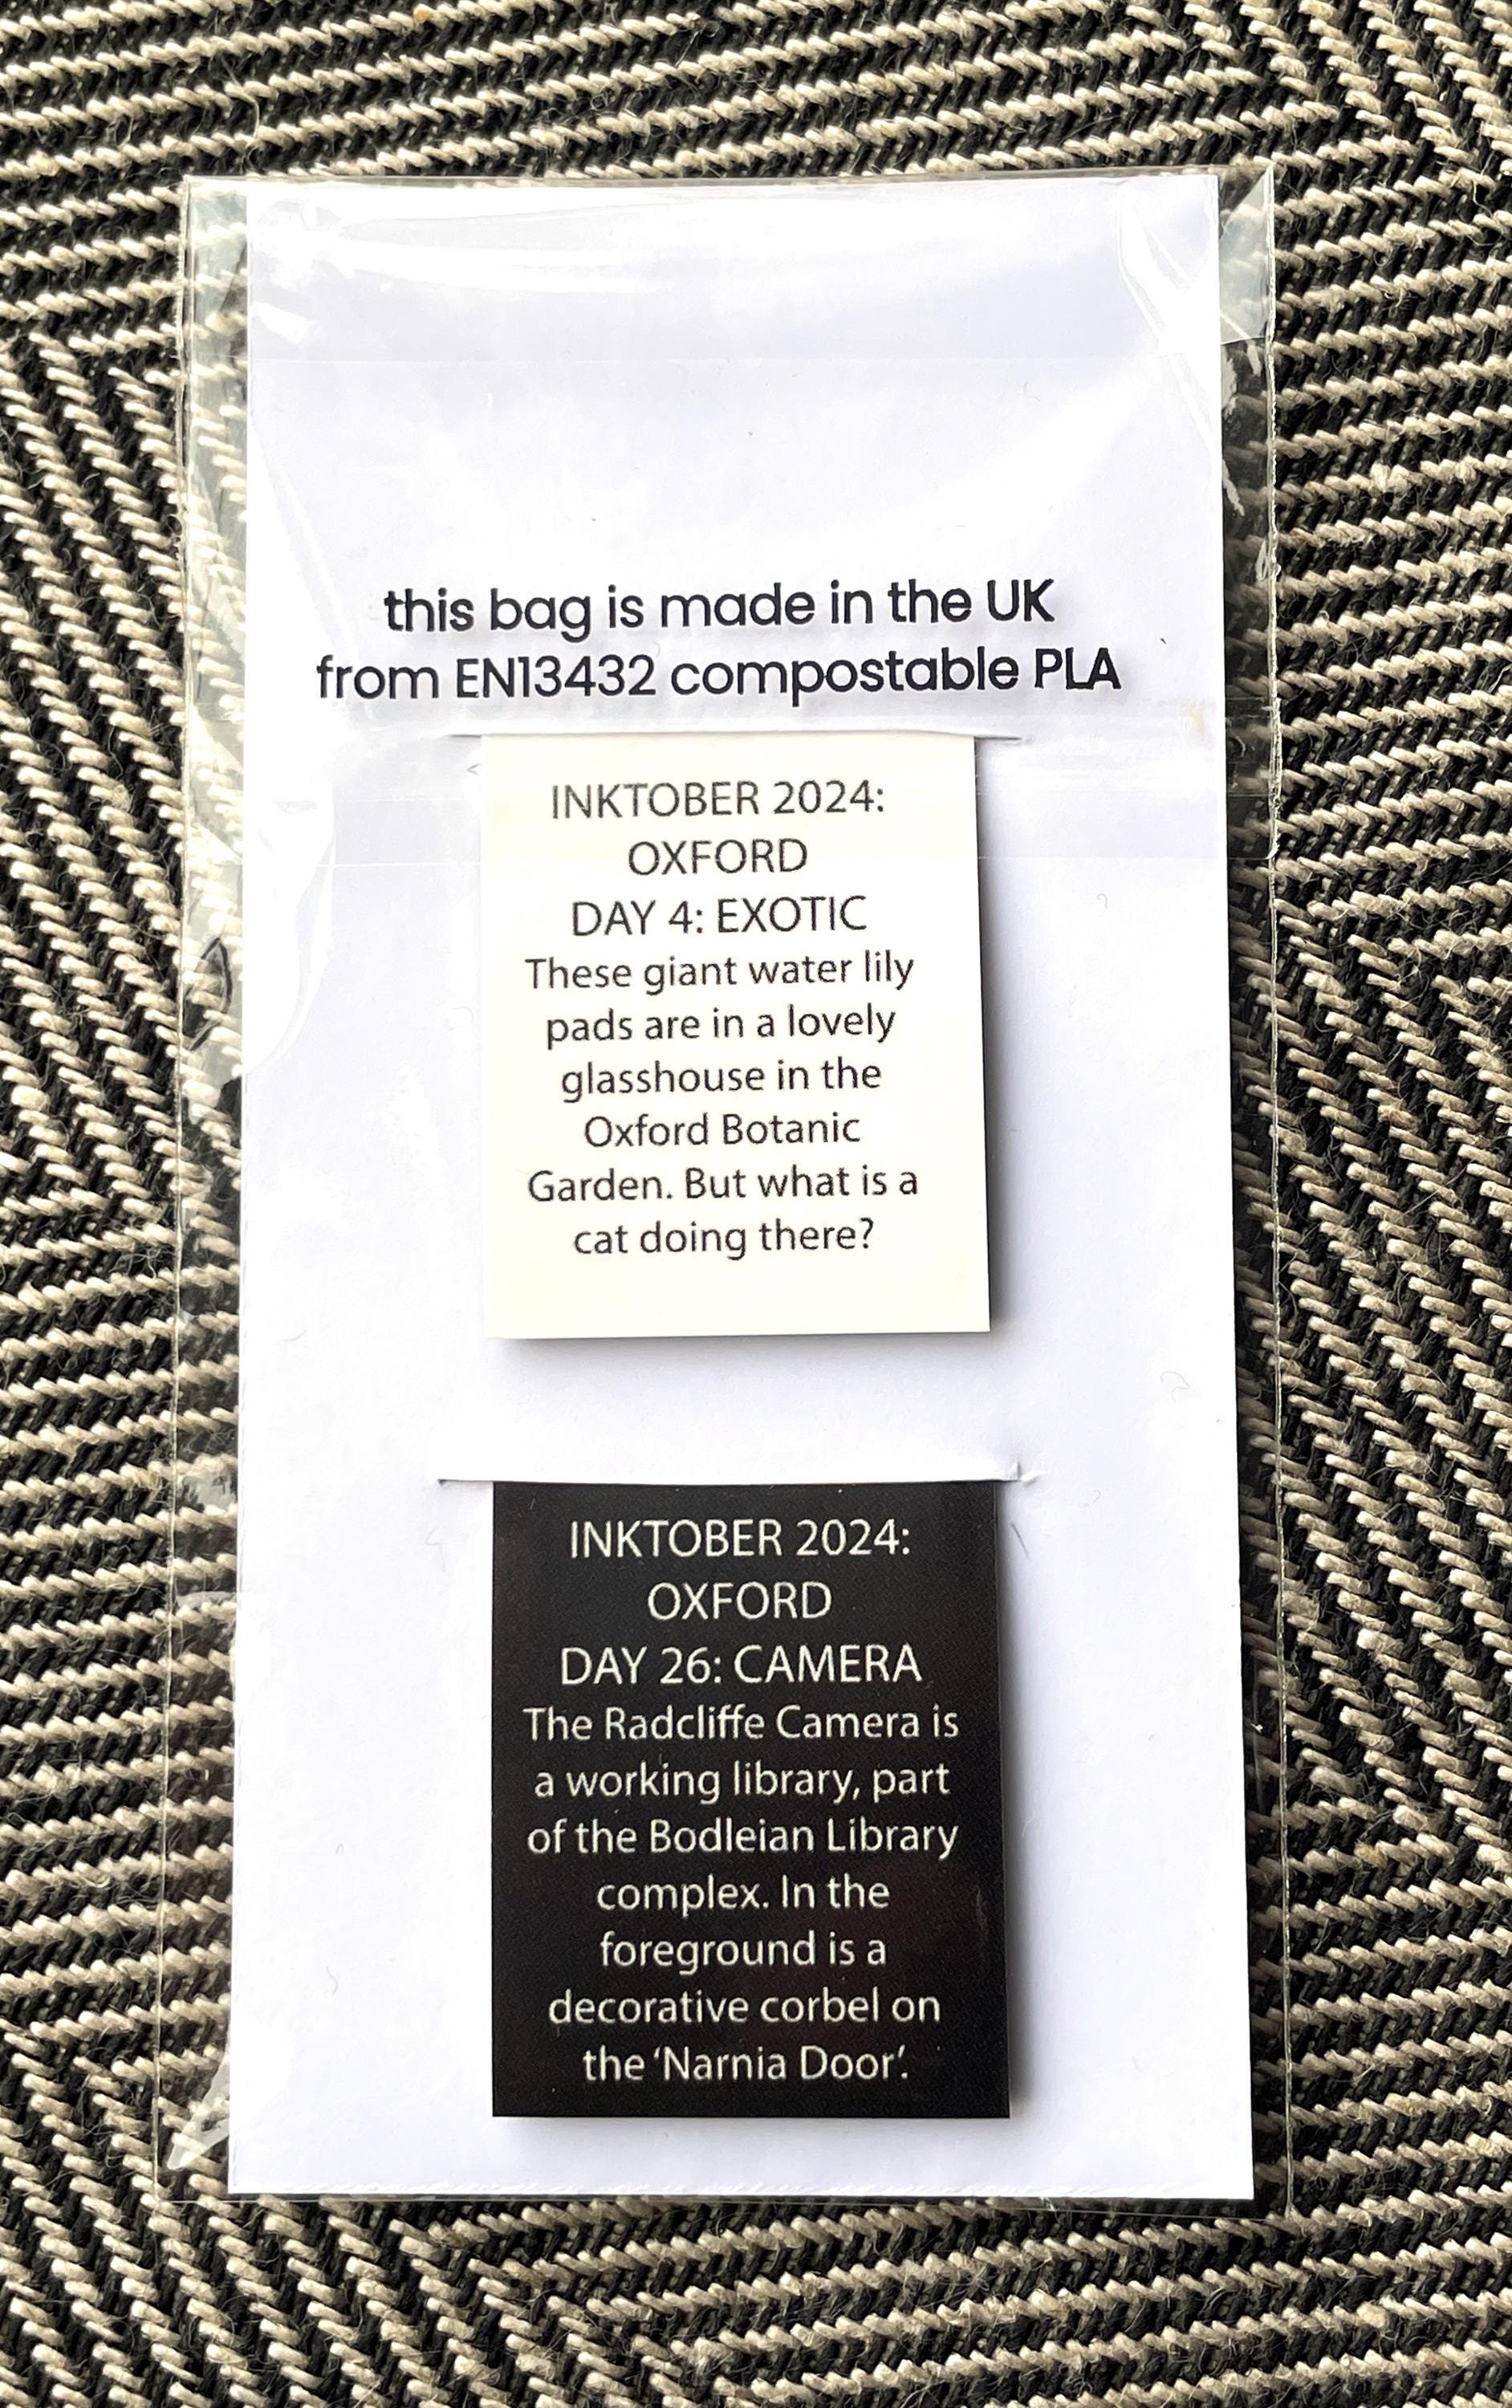 this bag is made in the UK
from EN13432 compostable PLA
INKTOBER 2024:
OXFORD
DAY 4: EXOTIC
These giant water lily
pads are in a lovely
glasshouse in the
Oxford Botanic
Garden. But what is a
cat doing there?
INKTOBER 2024:
OXFORD
DAY 26: CAMERA
The Radcliffe Camera is
a working library, part
of the Bodleian Library
complex. In the
foreground is a
decorative corbel on
the ‘Narnia Door’.